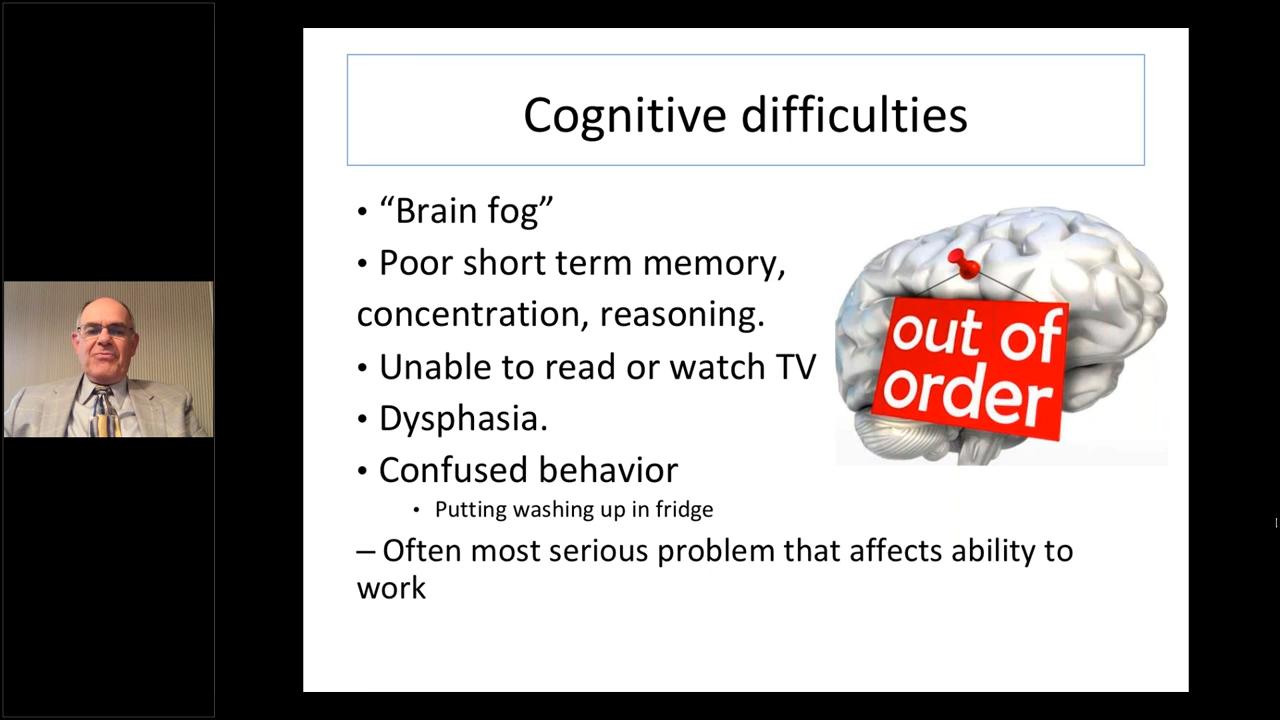 Cognitive difficulties
• “Brain fog”
• Poor short term memory,
concentration, reasoning.
• Unable to read or watch TV
• Dysphasia.
• Confused behavior
• Putting washing up in fridge
– Often most serious problem that affects ability to
work
out of
order